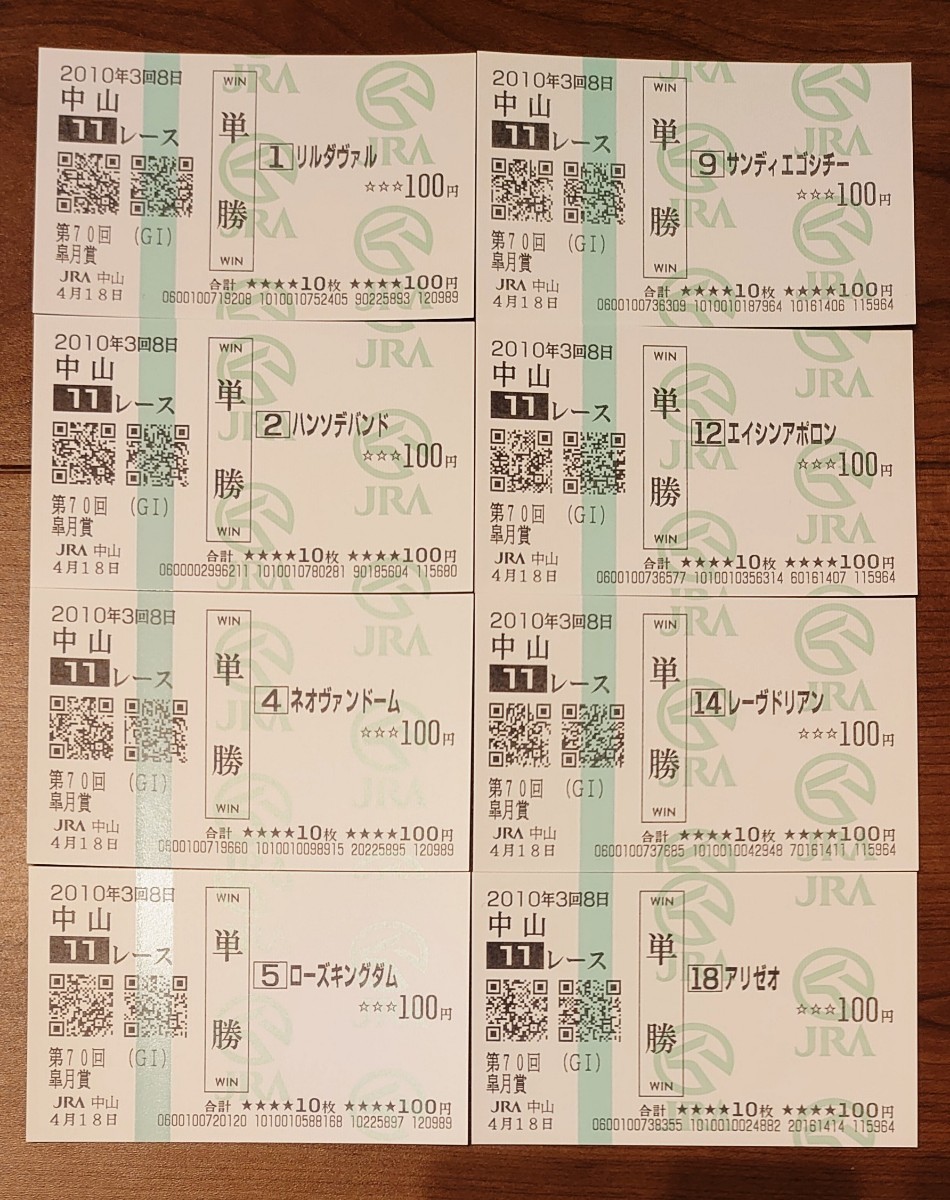 2010年3回8日
中山
11レース
第70回 (GI)
皐月賞
JRA 中山
4月18日
WIN
単
勝
WIN
1 リルダヴァル
☆☆☆100円
合計 ★★★★10枚 ★★★★100円
0600100719208 1010010752405 90225893 120989
JRA
2010年3回8日
中山
11レース
第70回 (GI)
皐月賞
JRA 中山
4月18日
WIN
単
勝
WIN
9 サンディエゴシチー
☆☆☆100円
合計 ★★★★10枚 ★★★★100円
0600100736309 1010010187964 10161406 115964
JRA
2010年3回8日
中山
11レース
第70回 (GI)
皐月賞
JRA 中山
4月18日
WIN
単
勝
WIN
2 ハンソデバンド
☆☆☆100円
合計 ★★★★10枚 ★★★★100円
0600002996211 1010010780281 90185604 115680
JRA
2010年3回8日
中山
11レース
第70回 (GI)
皐月賞
JRA 中山
4月18日
WIN
単
勝
WIN
12 エイシンアポロン
☆☆☆100円
合計 ★★★★10枚 ★★★★100円
0600100736577 1010010356314 60161407 115964
JRA
2010年3回8日
中山
11レース
第70回 (GI)
皐月賞
JRA 中山
4月18日
WIN
単
勝
WIN
4 ネオヴァンドーム
☆☆☆100円
合計 ★★★★10枚 ★★★★100円
0600100719660 1010010098915 20225895 120989
JRA
2010年3回8日
中山
11レース
第70回 (GI)
皐月賞
JRA 中山
4月18日
WIN
単
勝
WIN
14 レーヴドリアン
☆☆☆100円
合計 ★★★★10枚 ★★★★100円
0600100737685 1010010042948 70161411 115964
JRA
2010年3回8日
中山
11レース
第70回 (GI)
皐月賞
JRA 中山
4月18日
WIN
単
勝
WIN
5 ローズキングダム
☆☆☆100円
合計 ★★★★10枚 ★★★★100円
0600100720120 1010010588168 10225897 120989
JRA
2010年3回8日
中山
11レース
第70回 (GI)
皐月賞
JRA 中山
4月18日
WIN
単
勝
WIN
18 アリゼオ
☆☆☆100円
合計 ★★★★10枚 ★★★★100円
0600100738355 1010010024882 20161414 115964
JRA